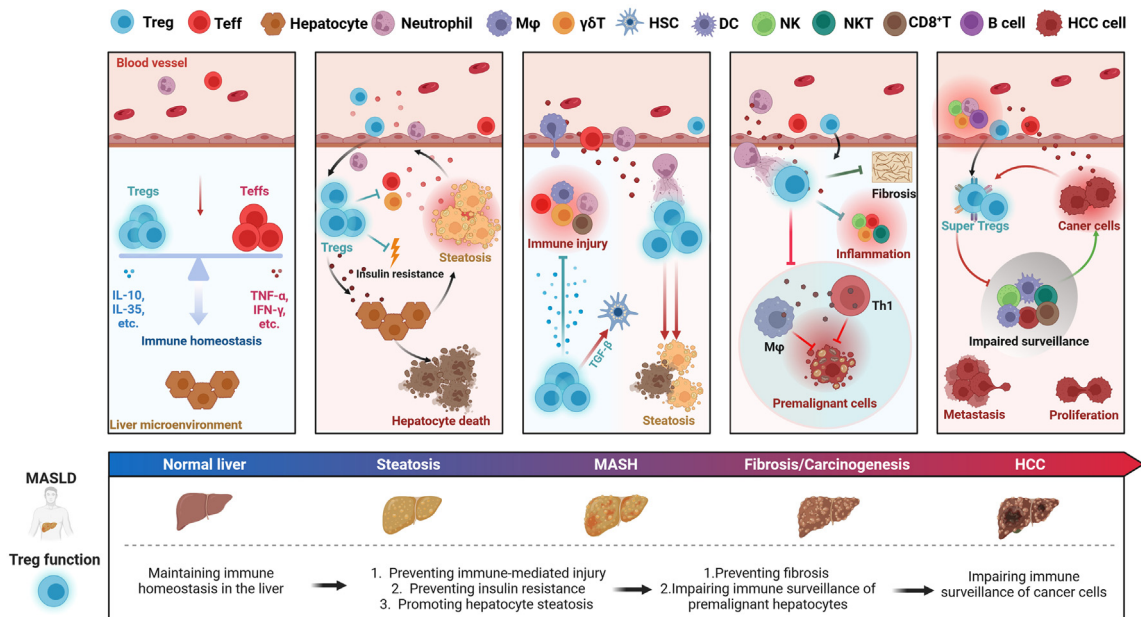 Treg
Teff
Hepatocyte
Neutrophil
Mφ
γδT
HSC
DC
NK
NKT
CD8⁺T
B cell
HCC cell
Blood vessel
Tregs
Teffs
IL-10,
IL-35,
etc.
TNF-α,
IFN-γ,
etc.
Immune homeostasis
Liver microenvironment
Tregs
Insulin resistance
Steatosis
Hepatocyte death
Immune injury
TGF-β
Steatosis
Fibrosis
Inflammation
Th1
Mφ
Premalignant cells
Super Tregs
Caner cells
Impaired surveillance
Metastasis
Proliferation
MASLD
Normal liver
Steatosis
MASH
Fibrosis/Carcinogenesis
HCC
Treg function
Maintaining immune
homeostasis in the liver
1. Preventing immune-mediated injury
2. Preventing insulin resistance
3. Promoting hepatocyte steatosis
1.Preventing fibrosis
2.Impairing immune surveillance of
premalignant hepatocytes
Impairing immune
surveillance of cancer cells